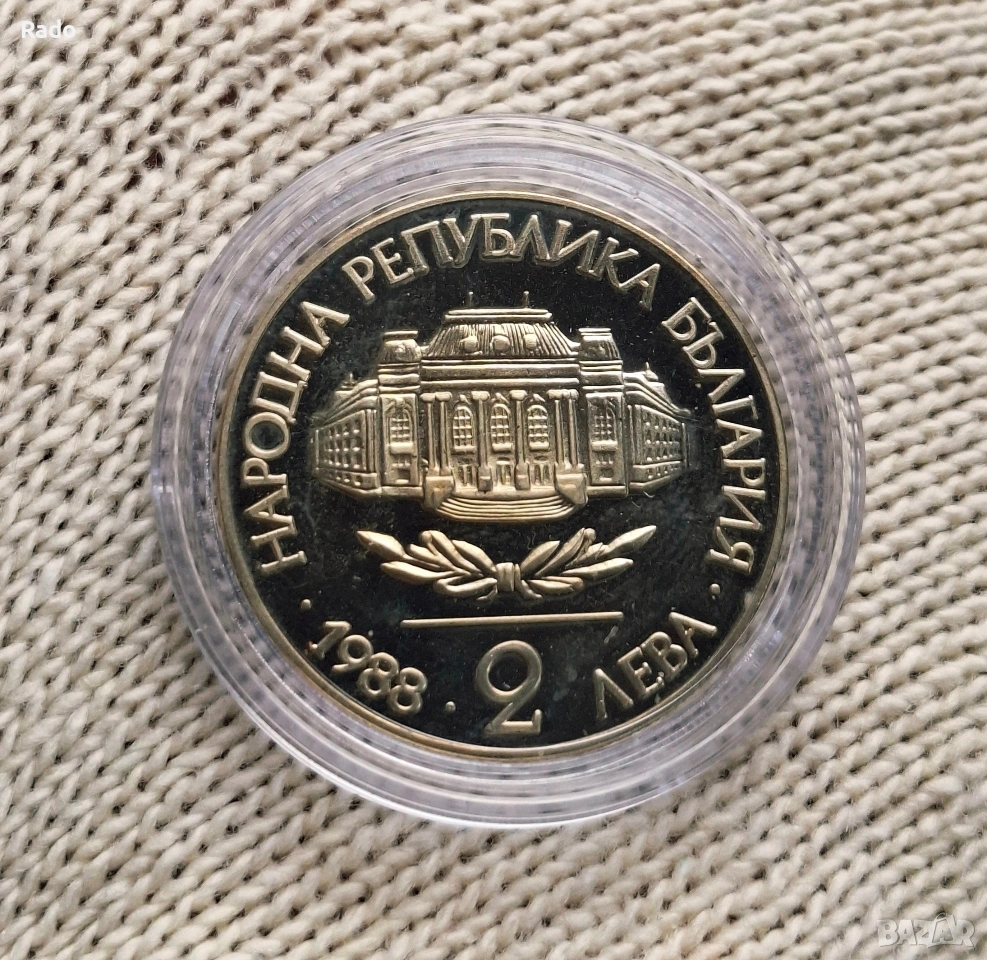 Rado
НАРОДНА РЕПУБЛИКА БЪЛГАРИЯ
· 1988 ·
2
ЛЕВА ·
BAZAR